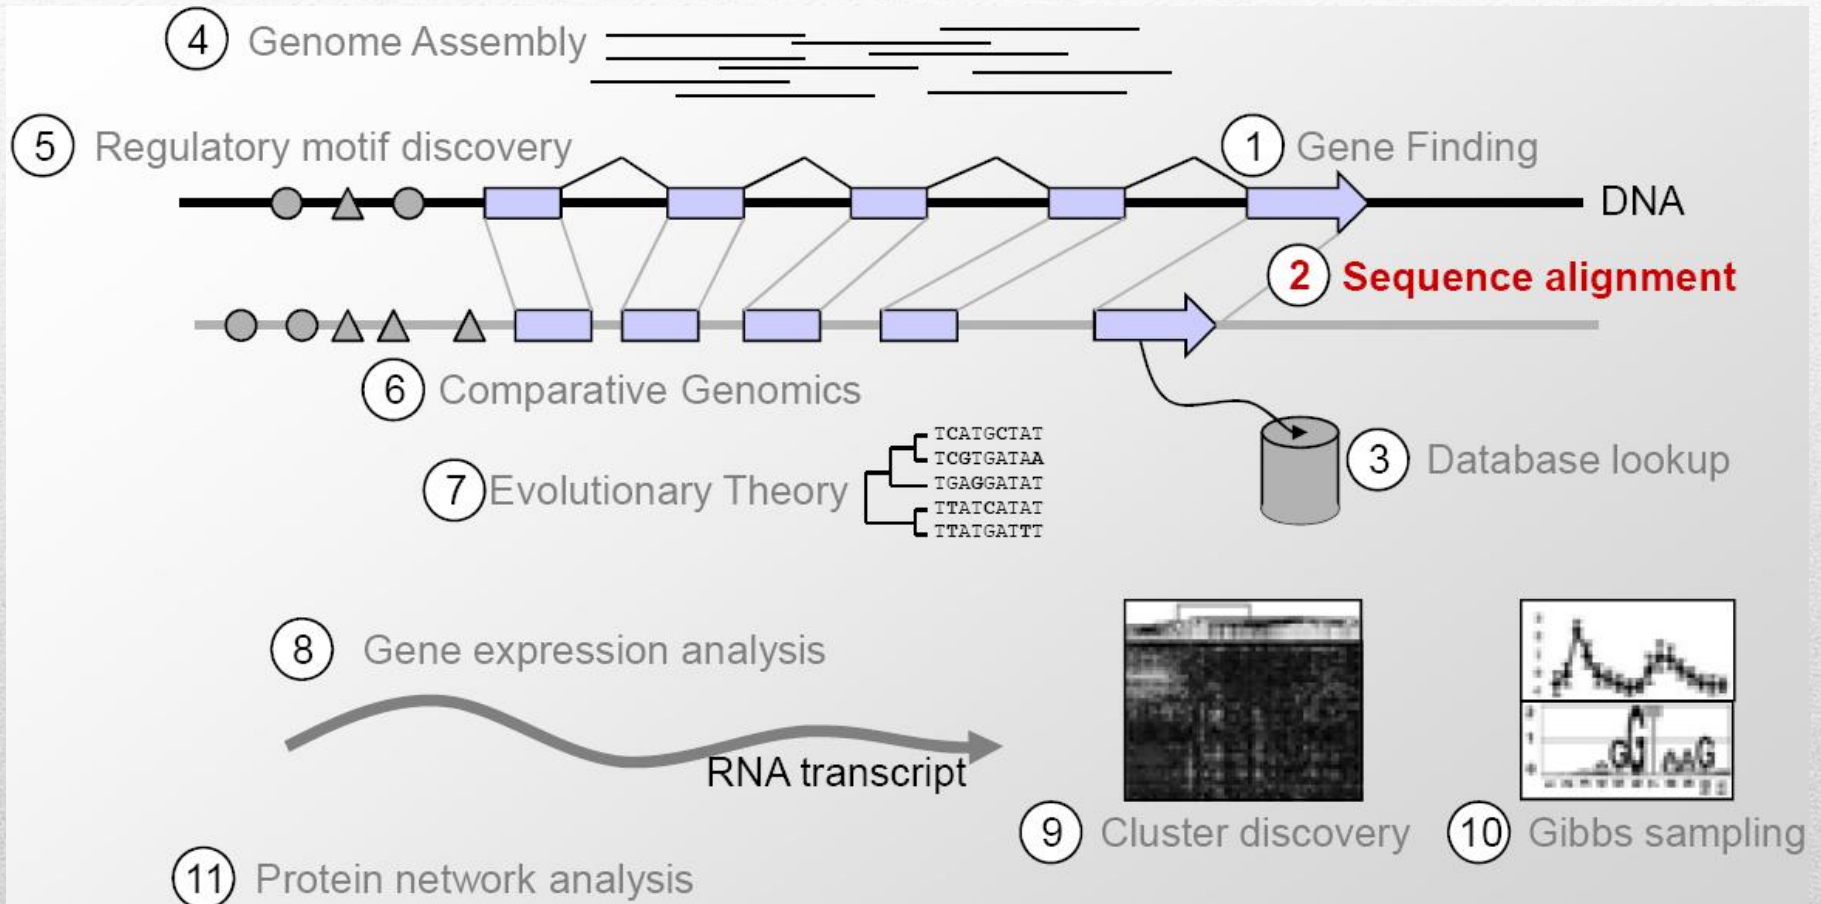 4 Genome Assembly
5 Regulatory motif discovery
1 Gene Finding
DNA
2 Sequence alignment
6 Comparative Genomics
TCATGCTAT
TCGTGATAA
7 Evolutionary Theory
TGAGGATAT
TTATCATAT
TTATGATTT
3 Database lookup
8 Gene expression analysis
RNA transcript
9 Cluster discovery
10 Gibbs sampling
11 Protein network analysis